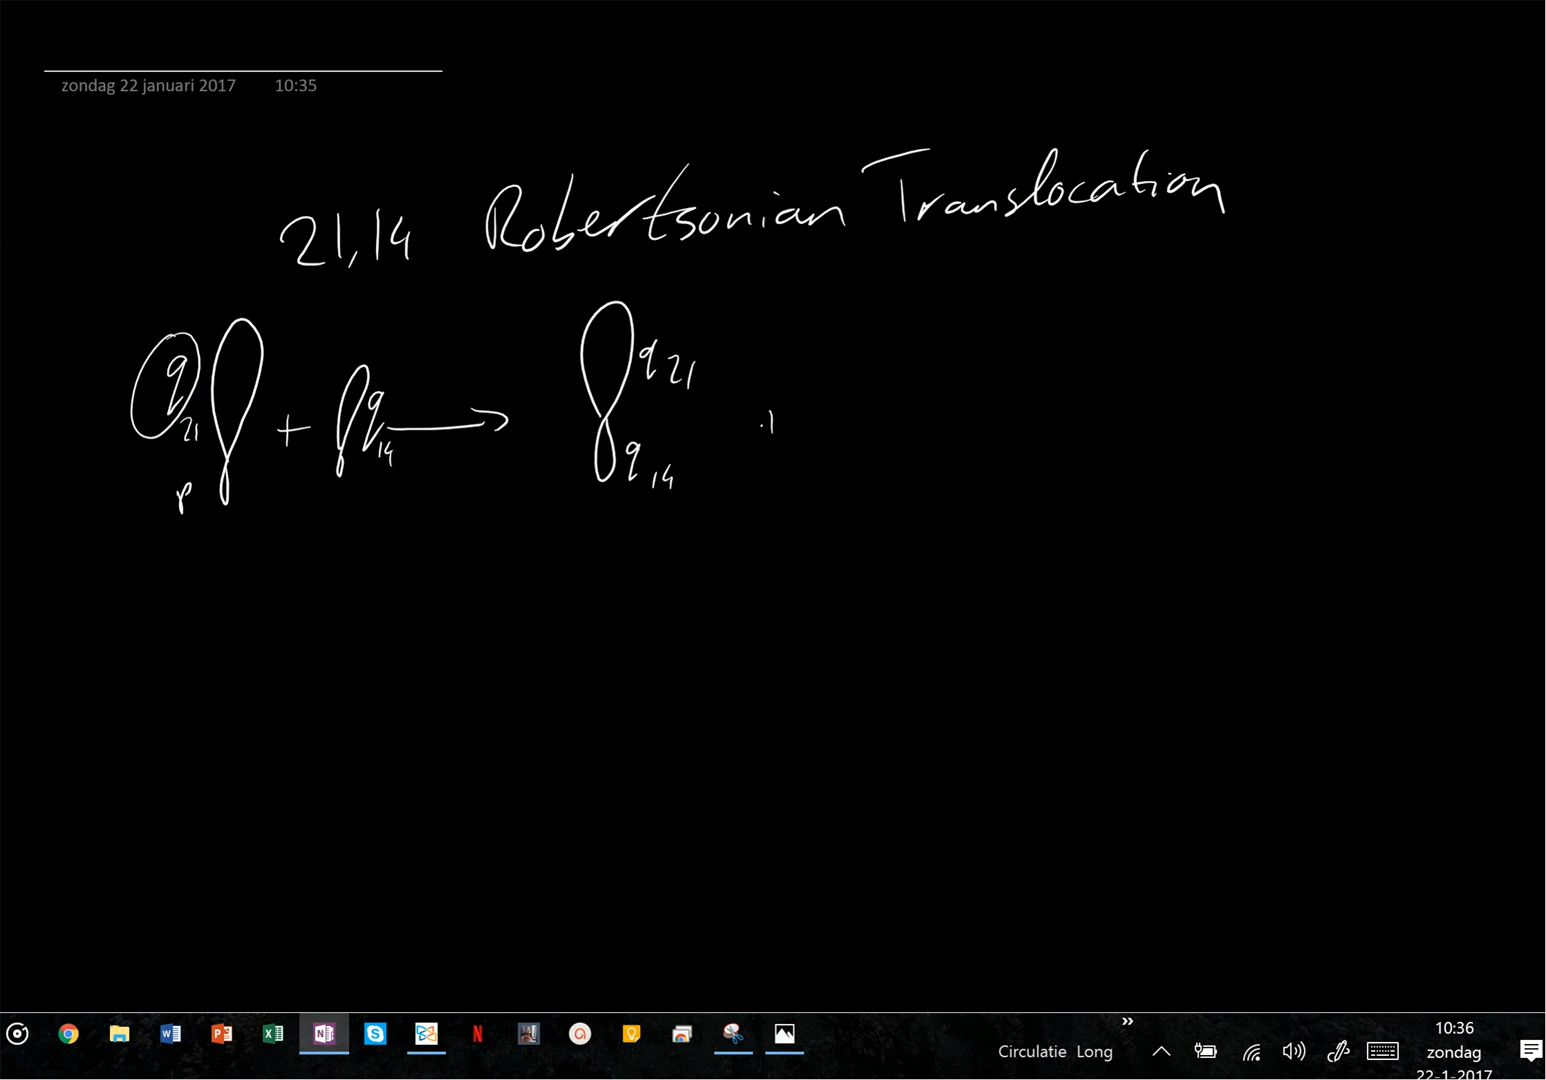 zondag 22 januari 2017 10:35
21,14 Robertsonian Translocation
q 21 p + q 14 → q 21 q 14
Circulatie Long
10:36
zondag
22-1-2017